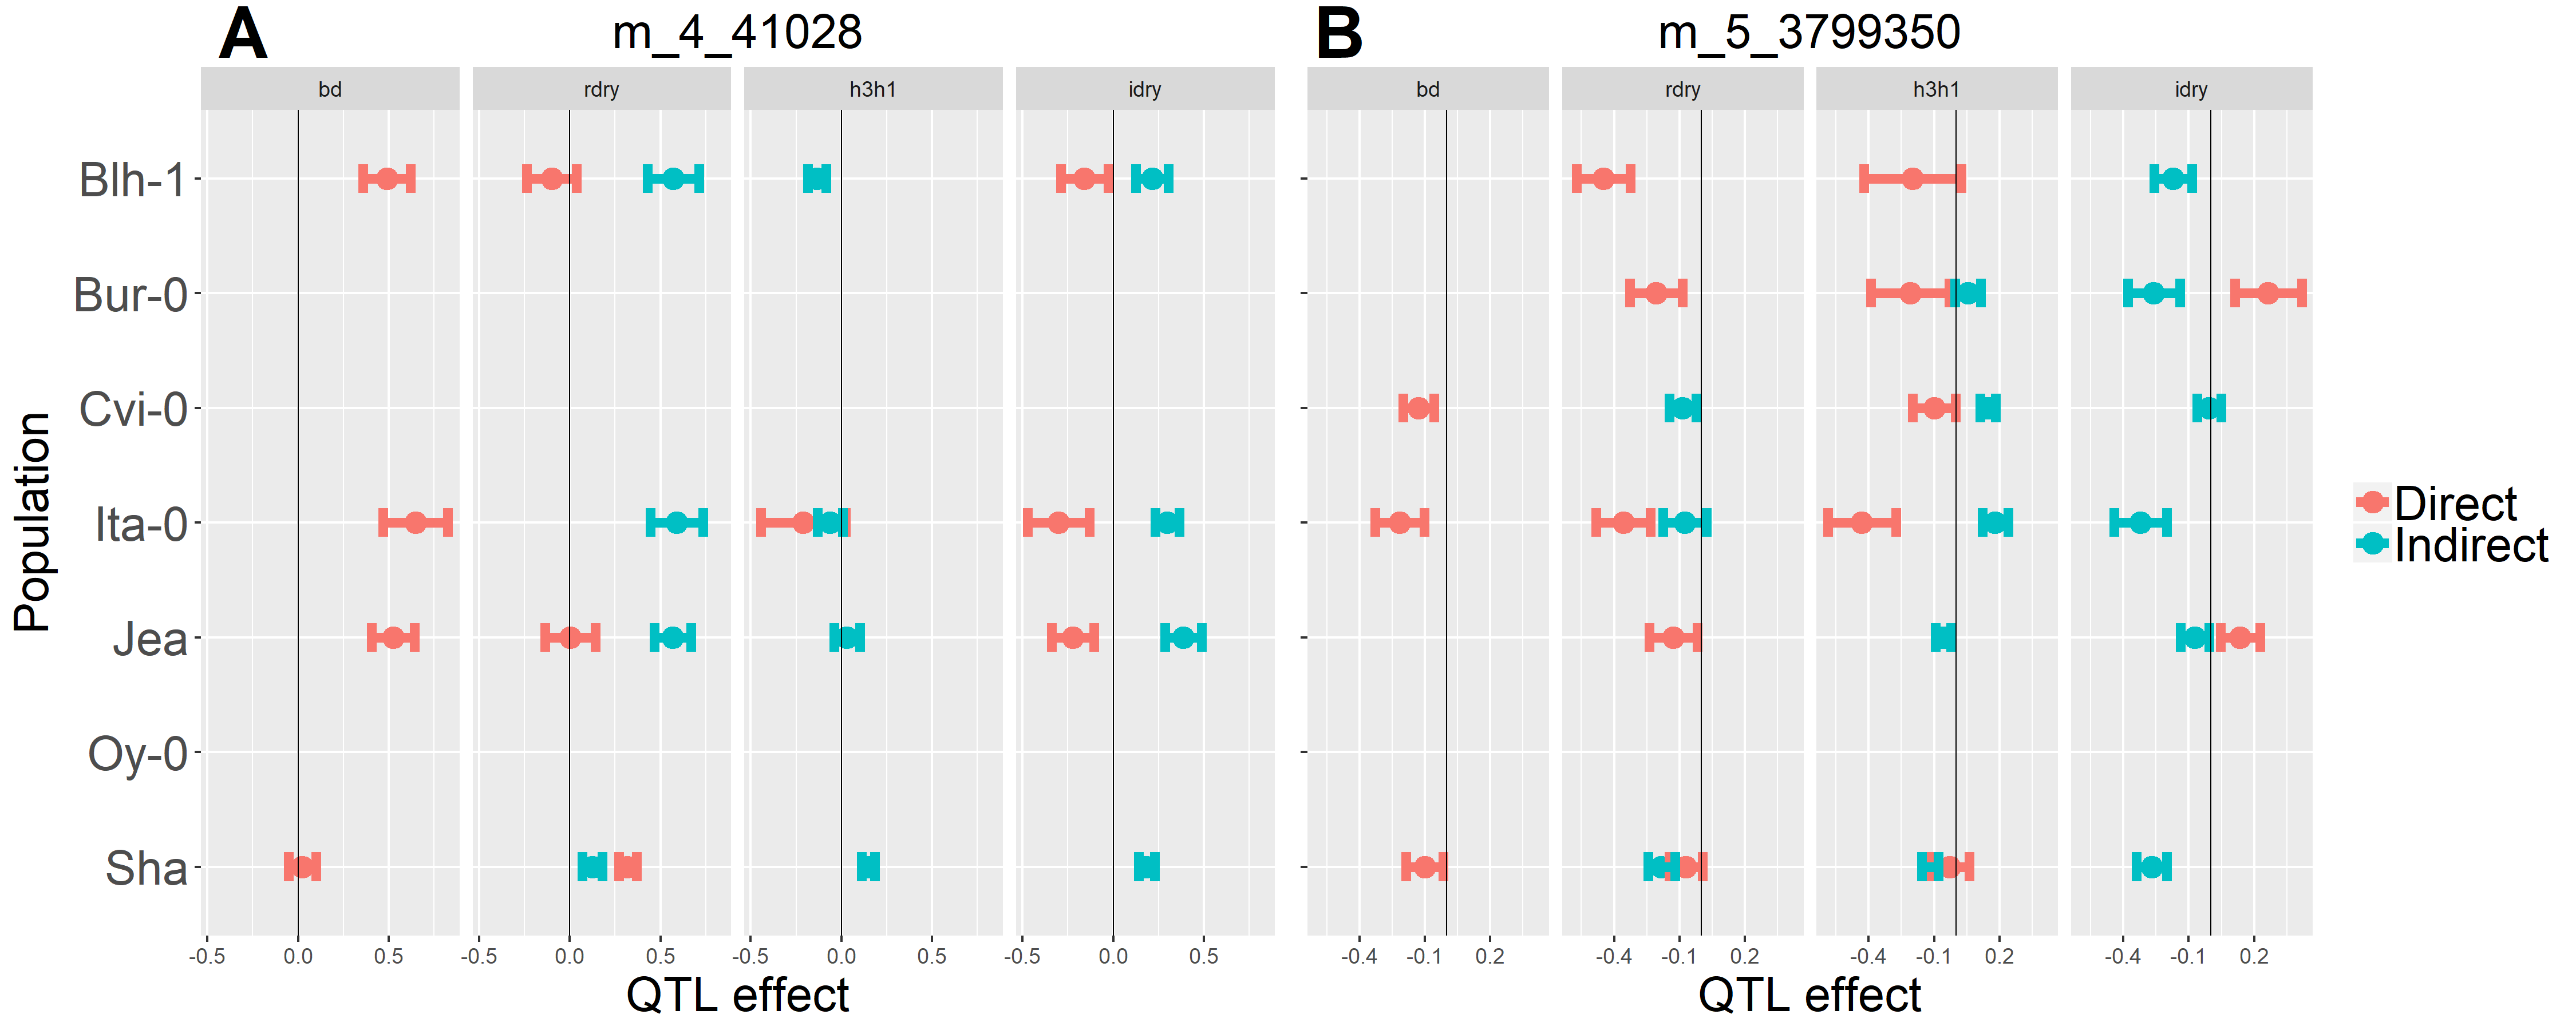 A m_4_41028 B m_5_3799350
bd rdry h3h1 idry bd rdry h3h1 idry
Blh-1
Bur-0
Cvi-0
Ita-0
Jea
Oy-0
Sha
Population
Direct
Indirect
-0.5 0.0 0.5 -0.5 0.0 0.5 -0.5 0.0 0.5 -0.5 0.0 0.5 -0.4 -0.1 0.2 -0.4 -0.1 0.2 -0.4 -0.1 0.2 -0.4 -0.1 0.2
QTL effect QTL effect